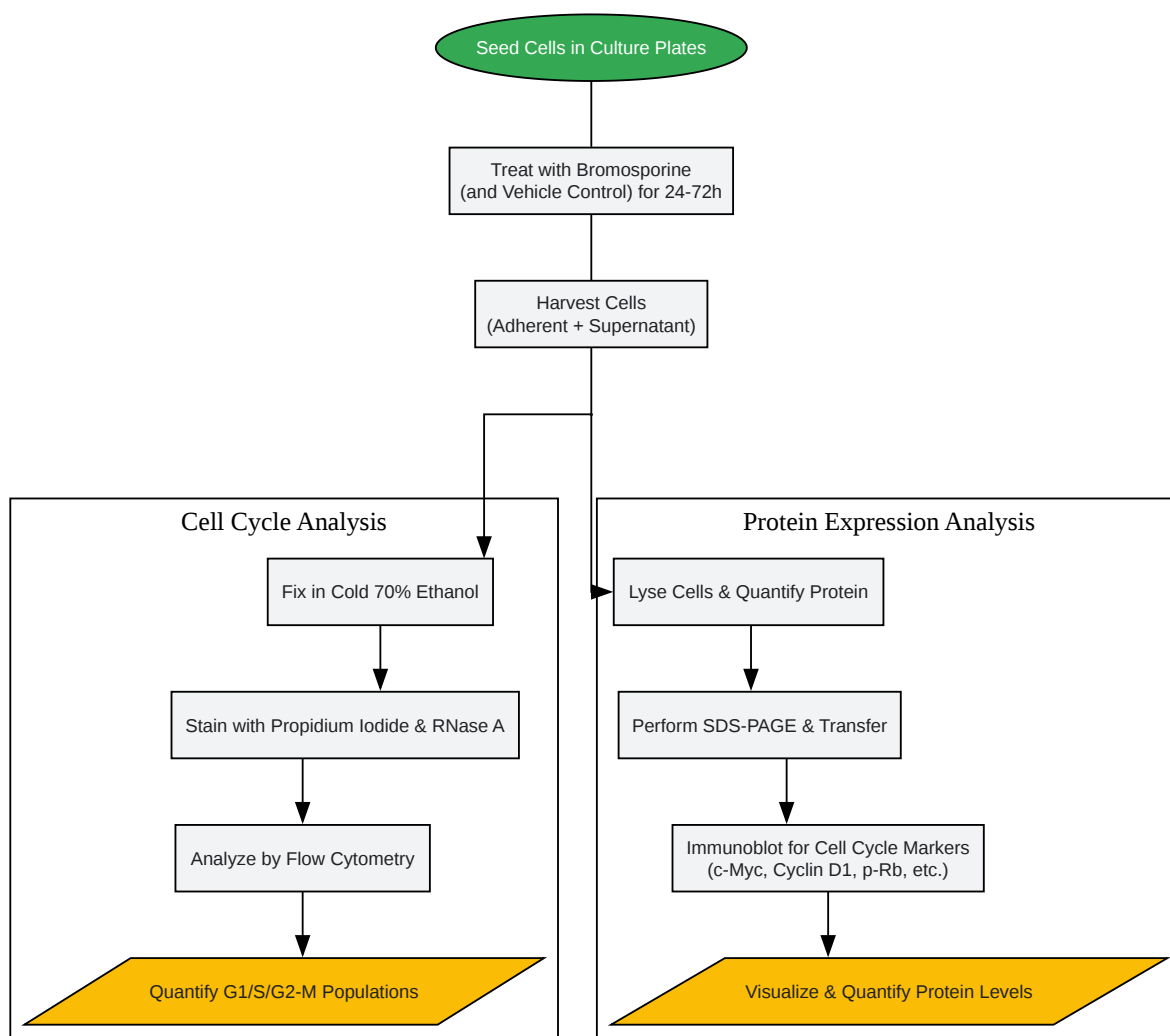 Seed Cells in Culture Plates
Treat with Bromosporine
(and Vehicle Control) for 24-72h
Harvest Cells
(Adherent + Supernatant)
Cell Cycle Analysis
Fix in Cold 70% Ethanol
Stain with Propidium Iodide & RNase A
Analyze by Flow Cytometry
Quantify G1/S/G2-M Populations
Protein Expression Analysis
Lyse Cells & Quantify Protein
Perform SDS-PAGE & Transfer
Immunoblot for Cell Cycle Markers
(c-Myc, Cyclin D1, p-Rb, etc.)
Visualize & Quantify Protein Levels